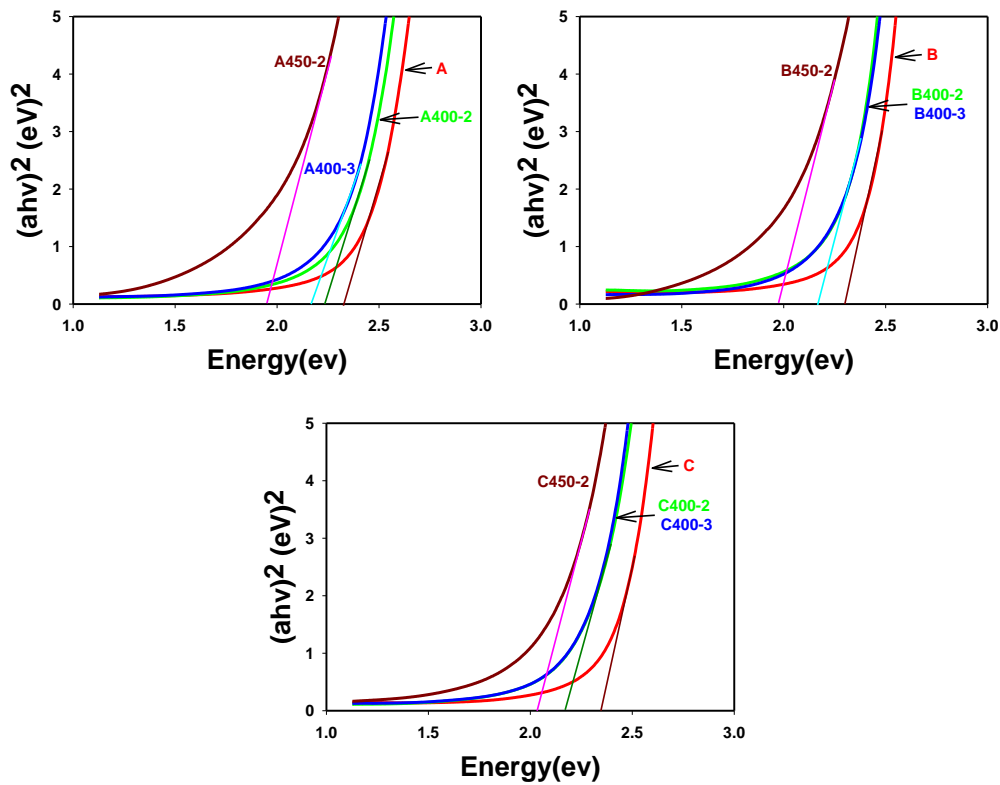 5
4
3
2
1
0
(ahv)2 (eV)2
A450-2
A
A400-2
A400-3
1.0 1.5 2.0 2.5 3.0
Energy(ev)
5
4
3
2
1
0
(ahv)2 (eV)2
B450-2
B
B400-2
B400-3
1.0 1.5 2.0 2.5 3.0
Energy(ev)
5
4
3
2
1
0
(ahv)2 (eV)2
C450-2
C
C400-2
C400-3
1.0 1.5 2.0 2.5 3.0
Energy(ev)